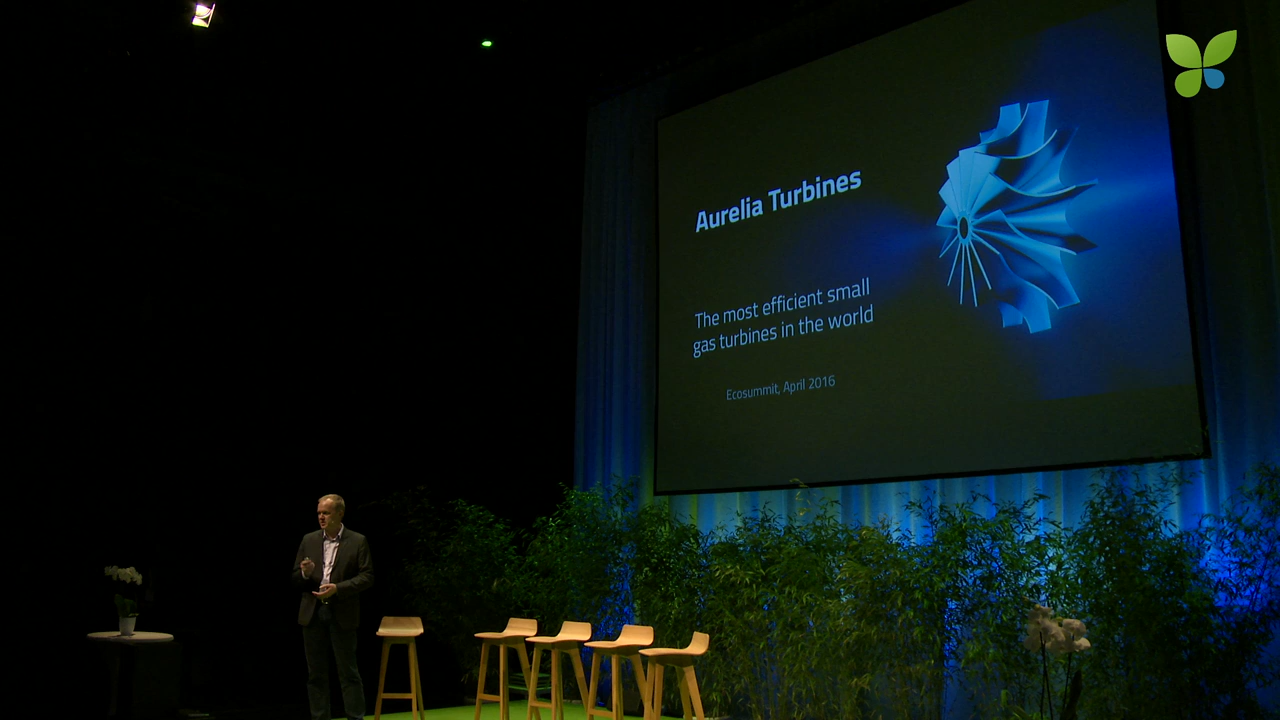 Aurelia Turbines
The most efficient small
gas turbines in the world
Ecosummit, April 2016